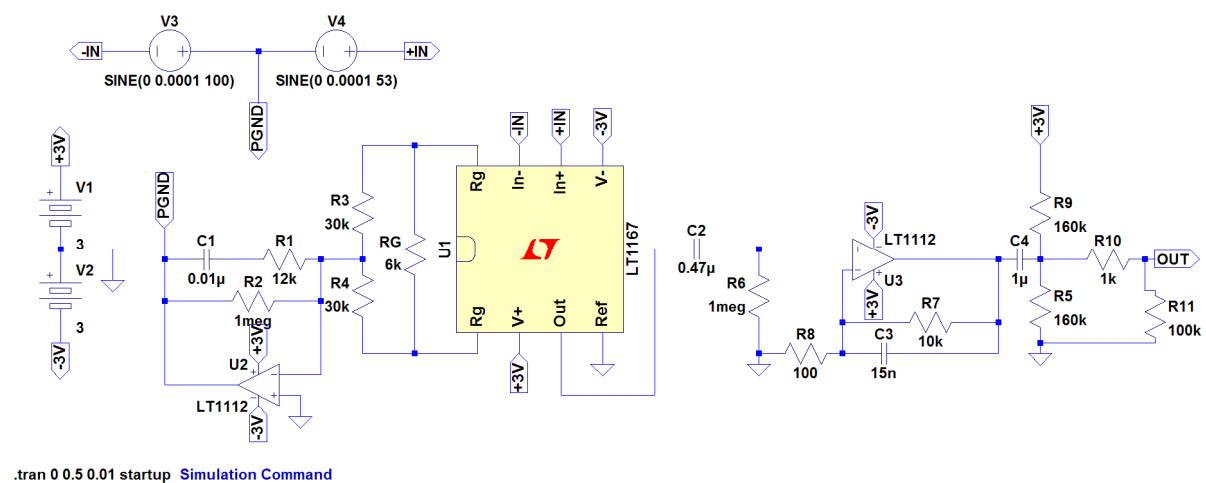 V3
V4
-IN
+IN
SINE(0 0.0001 100)
SINE(0 0.0001 53)
PGND
+3V
V1
3
V2
3
-3V
PGND
C1
0.01µ
R1
12k
R2
1meg
+3V
U2
LT1112
-3V
R3
30k
R4
30k
RG
6k
-IN
+IN
-3V
Rg
In-
In+
V-
U1
LT1167
Rg
V+
Out
Ref
+3V
C2
0.47µ
R6
1meg
R8
100
-3V
LT1112
U3
+3V
R7
10k
C3
15n
C4
1µ
+3V
R9
160k
R5
160k
R10
1k
OUT
R11
100k
.tran 0 0.5 0.01 startup Simulation Command